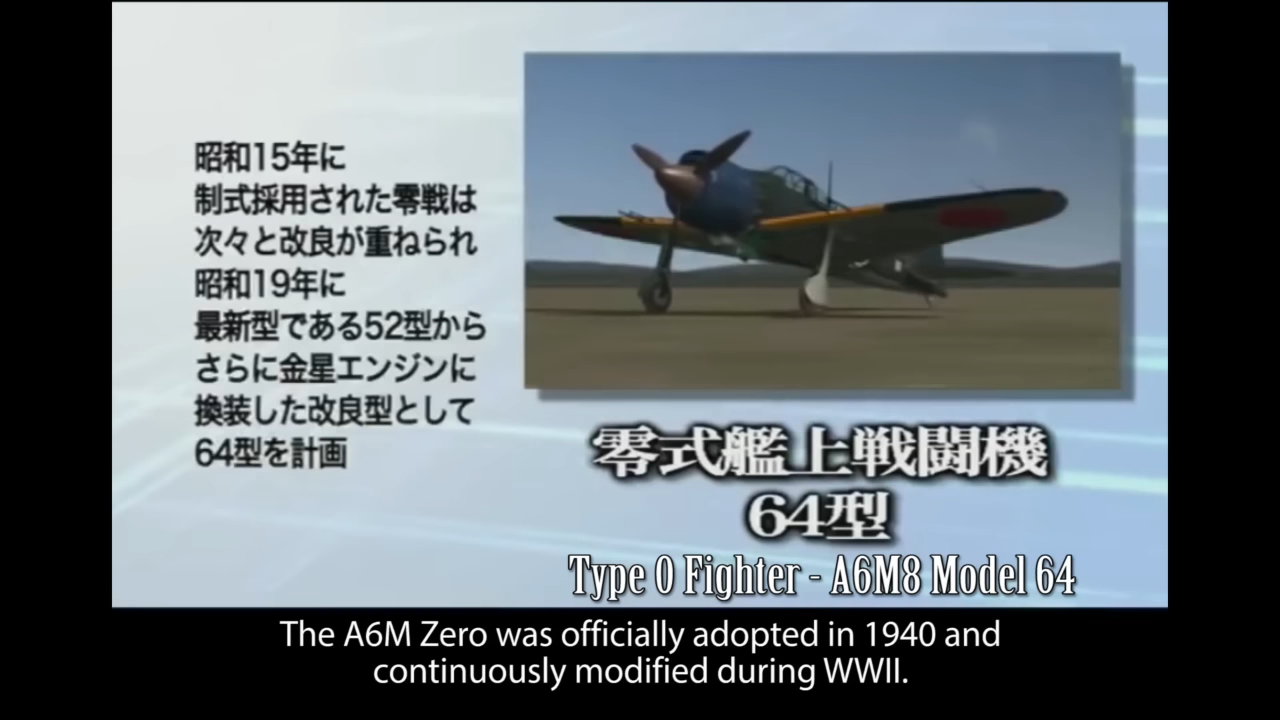 昭和15年に
制式採用された零戦は
次々と改良が重ねられ
昭和19年に
最新型である52型から
さらに金星エンジンに
換装した改良型として
64型を計画
零式艦上戦闘機
64型
Type 0 Fighter - A6M8 Model 64
The A6M Zero was officially adopted in 1940 and
continuously modified during WWII.